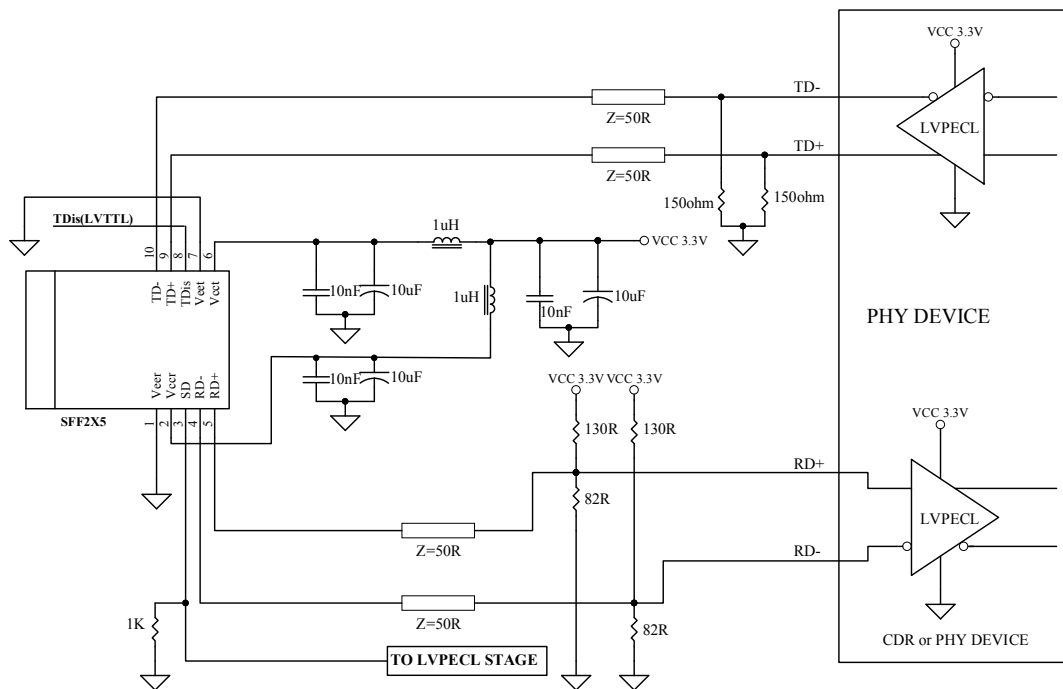 VCC 3.3V
TD-
Z=50R
LVPECL
TD+
Z=50R
150ohm
150ohm
TDis(LVTTL)
1uH
VCC 3.3V
10
9
8
7
6
TD-
TD+
TDis
Veet
Vcct
10nF
10uF
1uH
10nF
10uF
PHY DEVICE
Veer
Vccr
SD
RD-
RD+
10nF
10uF
SFF2X5
1
2
3
4
5
VCC 3.3V
VCC 3.3V
VCC 3.3V
130R
130R
RD+
82R
LVPECL
Z=50R
RD-
Z=50R
1K
82R
TO LVPECL STAGE
CDR or PHY DEVICE